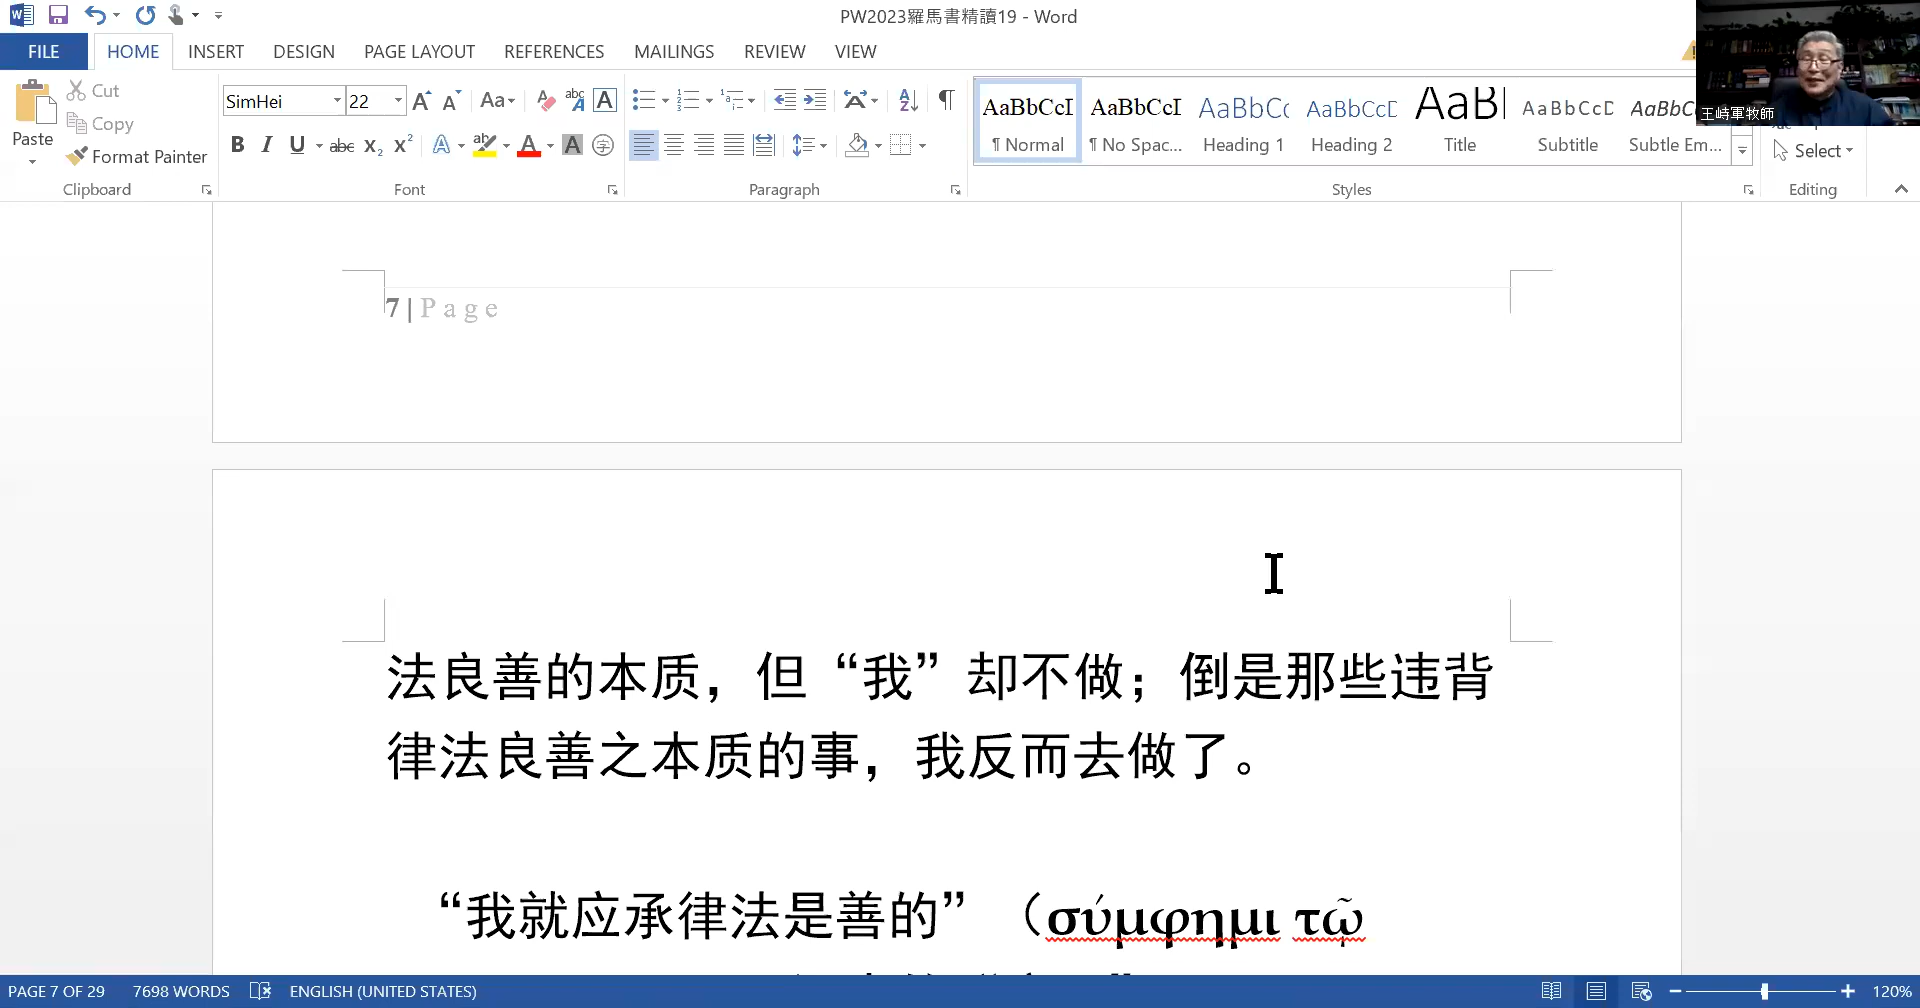 PW2023羅馬書精讀19 - Word
FILE HOME INSERT DESIGN PAGE LAYOUT REFERENCES MAILINGS REVIEW VIEW
Paste
Cut
Copy
Format Painter
Clipboard
SimHei 22
Font
Paragraph
AaBbCcI AaBbCcI AaBbCc AaBbCcD AaBl AaBbCcD AaBbC
¶ Normal ¶ No Spac... Heading 1 Heading 2 Title Subtitle Subtle Em...
Styles
Select
Editing
王峙軍牧師
7 | P a g e
法良善的本质，但“我”却不做；倒是那些违背
律法良善之本质的事，我反而去做了。
“我就应承律法是善的”（σύμφημι τῷ
PAGE 7 OF 29 7698 WORDS ENGLISH (UNITED STATES) 120%